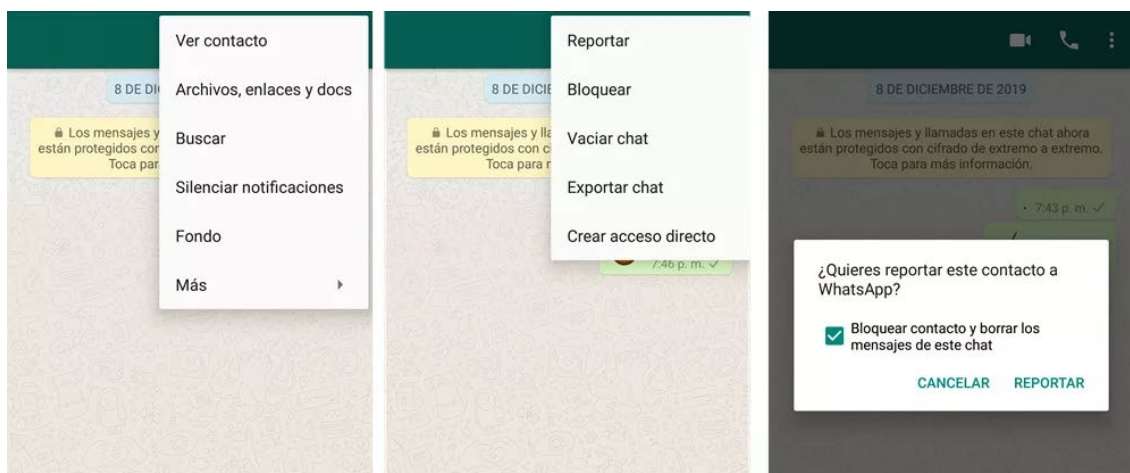 Ver contacto
8 DE DI
Archivos, enlaces y docs
Los mensajes y
están protegidos cor
Toca par
Buscar
Silenciar notificaciones
Fondo
Más
Reportar
8 DE DICIE
Bloquear
Los mensajes y lla
están protegidos con ci
Toca para r
Vaciar chat
Exportar chat
Crear acceso directo
7:46 p. m.
8 DE DICIEMBRE DE 2019
Los mensajes y llamadas en este chat ahora
están protegidos con cifrado de extremo a extremo.
Toca para más información.
7:43 p. m.
¿Quieres reportar este contacto a
WhatsApp?
Bloquear contacto y borrar los
mensajes de este chat
CANCELAR REPORTAR